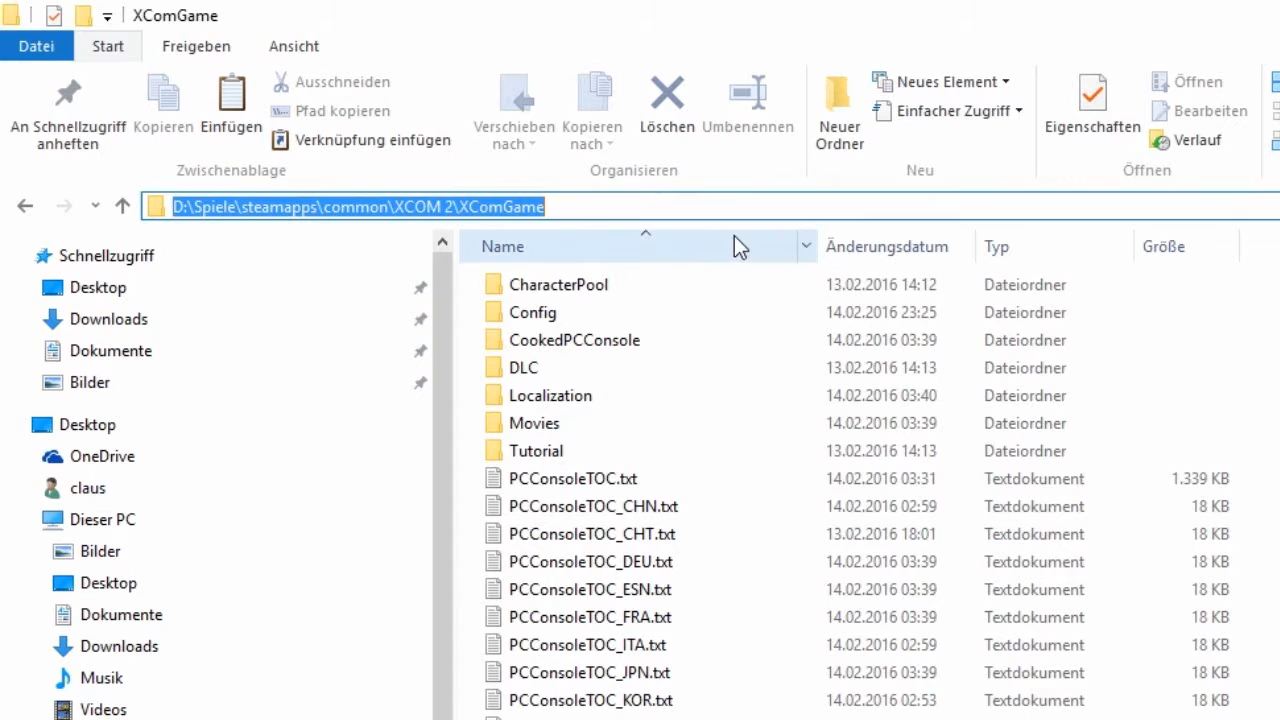 XComGame
Datei Start Freigeben Ansicht
An Schnellzugriff anheften
Kopieren
Einfügen
Ausschneiden
Pfad kopieren
Verknüpfung einfügen
Zwischenablage
Verschieben nach
Kopieren nach
Löschen
Umbenennen
Organisieren
Neuer Ordner
Neues Element
Einfacher Zugriff
Neu
Eigenschaften
Öffnen
Bearbeiten
Verlauf
Öffnen
D:\Spiele\steamapps\common\XCOM 2\XComGame
Schnellzugriff
Desktop
Downloads
Dokumente
Bilder
Desktop
OneDrive
claus
Dieser PC
Bilder
Desktop
Dokumente
Downloads
Musik
Videos
Name Änderungsdatum Typ Größe
CharacterPool 13.02.2016 14:12 Dateiordner
Config 14.02.2016 23:25 Dateiordner
CookedPCConsole 14.02.2016 03:39 Dateiordner
DLC 13.02.2016 14:13 Dateiordner
Localization 14.02.2016 03:40 Dateiordner
Movies 14.02.2016 03:39 Dateiordner
Tutorial 13.02.2016 14:13 Dateiordner
PCConsoleTOC.txt 14.02.2016 03:31 Textdokument 1.339 KB
PCConsoleTOC_CHN.txt 14.02.2016 02:59 Textdokument 18 KB
PCConsoleTOC_CHT.txt 13.02.2016 18:01 Textdokument 18 KB
PCConsoleTOC_DEU.txt 14.02.2016 03:39 Textdokument 18 KB
PCConsoleTOC_ESN.txt 14.02.2016 03:39 Textdokument 18 KB
PCConsoleTOC_FRA.txt 14.02.2016 03:39 Textdokument 18 KB
PCConsoleTOC_ITA.txt 14.02.2016 02:59 Textdokument 18 KB
PCConsoleTOC_JPN.txt 14.02.2016 03:39 Textdokument 18 KB
PCConsoleTOC_KOR.txt 14.02.2016 02:53 Textdokument 18 KB